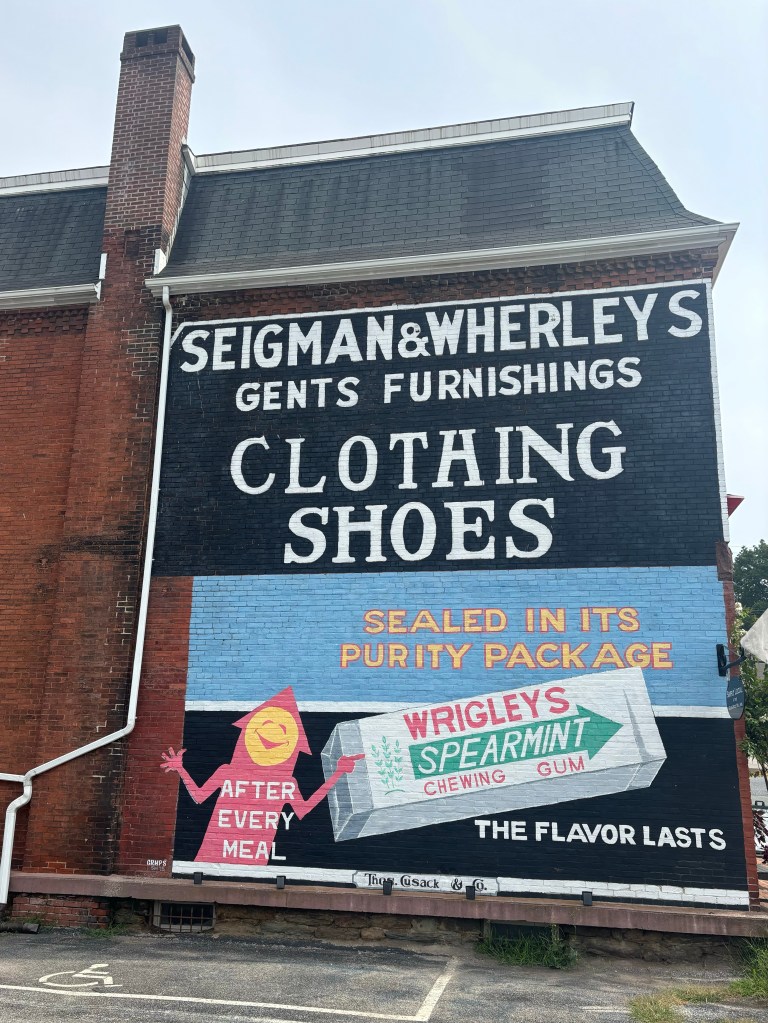 SEIGMAN & WHERLEYS
GENTS FURNISHINGS
CLOTHING
SHOES
SEALED IN ITS
PURITY PACKAGE
WRIGLEYS
SPEARMINT
CHEWING GUM
AFTER
EVERY
MEAL
THE FLAVOR LASTS
Thos. Cusack & Co.